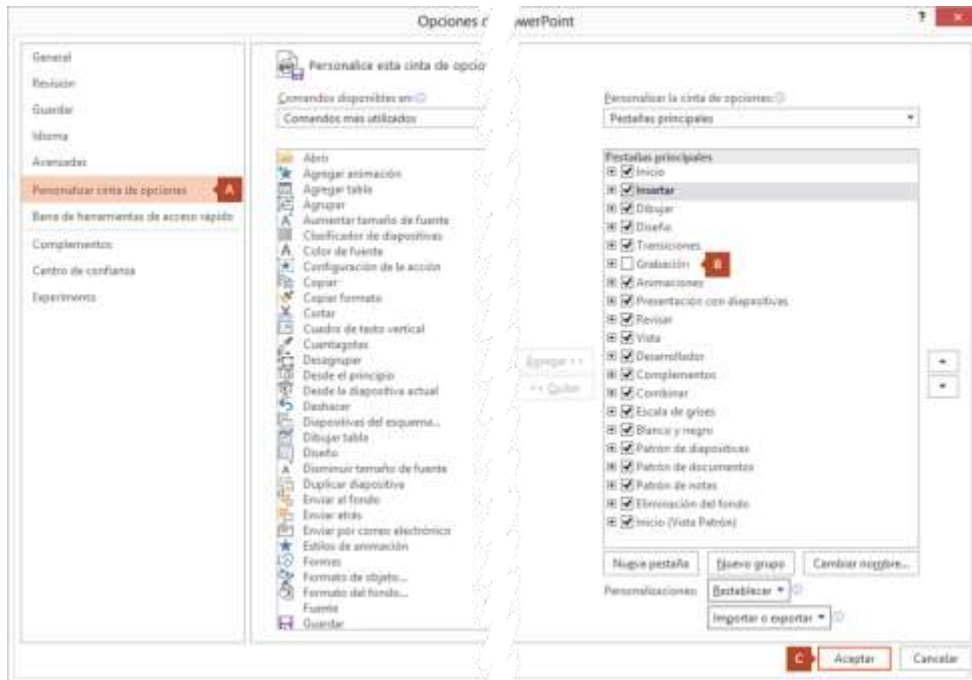 Opciones d
werPoint
?
General
Revisión
Guardar
Idioma
Avanzadas
Personalizar cinta de opciones
A
Barra de herramientas de acceso rápido
Complementos
Centro de confianza
Experimento
Personalice esta cinta de opcio
Comandos disponibles en:
Comandos más utilizados
Abrir
Agregar animación
Agregar tabla
Agrupar
Aumentar tamaño de fuente
Clasificador de diapositivas
Color de fuente
Configuración de la acción
Copiar
Copiar formato
Cortar
Cuadro de texto vertical
Cuentagotas
Desagrupar
Desde el principio
Desde la diapositiva actual
Deshacer
Diapositivas del esquema...
Dibujar tabla
Diseño
Disminuir tamaño de fuente
Duplicar diapositiva
Enviar al fondo
Enviar atrás
Enviar por correo electrónico
Estilos de animación
Formas
Formato de objeto...
Formato del fondo...
Fuente
Guardar
Agregar >>
<< Quitar
Personalizar la cinta de opciones:
Pestañas principales
Pestañas principales
Inicio
Insertar
Dibujar
Diseño
Transiciones
Grabación
B
Animaciones
Presentación con diapositivas
Revisar
Vista
Desarrollador
Complementos
Combinar
Escala de grises
Blanco y negro
Patrón de diapositivas
Patrón de documentos
Patrón de notas
Eliminación del fondo
Inicio (Vista Patrón)
Nueva pestaña
Nuevo grupo
Cambiar nombre...
Personalizaciones:
Restablecer
Importar o exportar
C
Aceptar
Cancelar